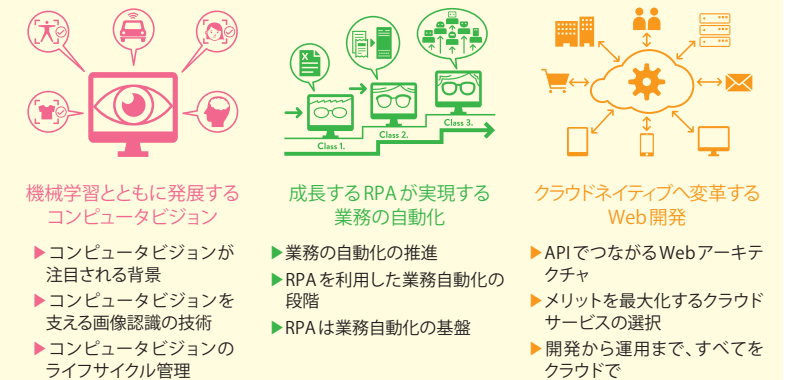 Class 1.
Class 2.
Class 3.
機械学習とともに発展する
コンピュータビジョン
▶コンピュータビジョンが
注目される背景
▶コンピュータビジョンを
支える画像認識の技術
▶コンピュータビジョンの
ライフサイクル管理
成長するRPAが実現する
業務の自動化
▶業務の自動化の推進
▶RPAを利用した業務自動化の
段階
▶RPAは業務自動化の基盤
クラウドネイティブへ変革する
Web開発
▶APIでつながるWebアーキテ
クチャ
▶メリットを最大化するクラウド
サービスの選択
▶開発から運用まで、すべてを
クラウドで